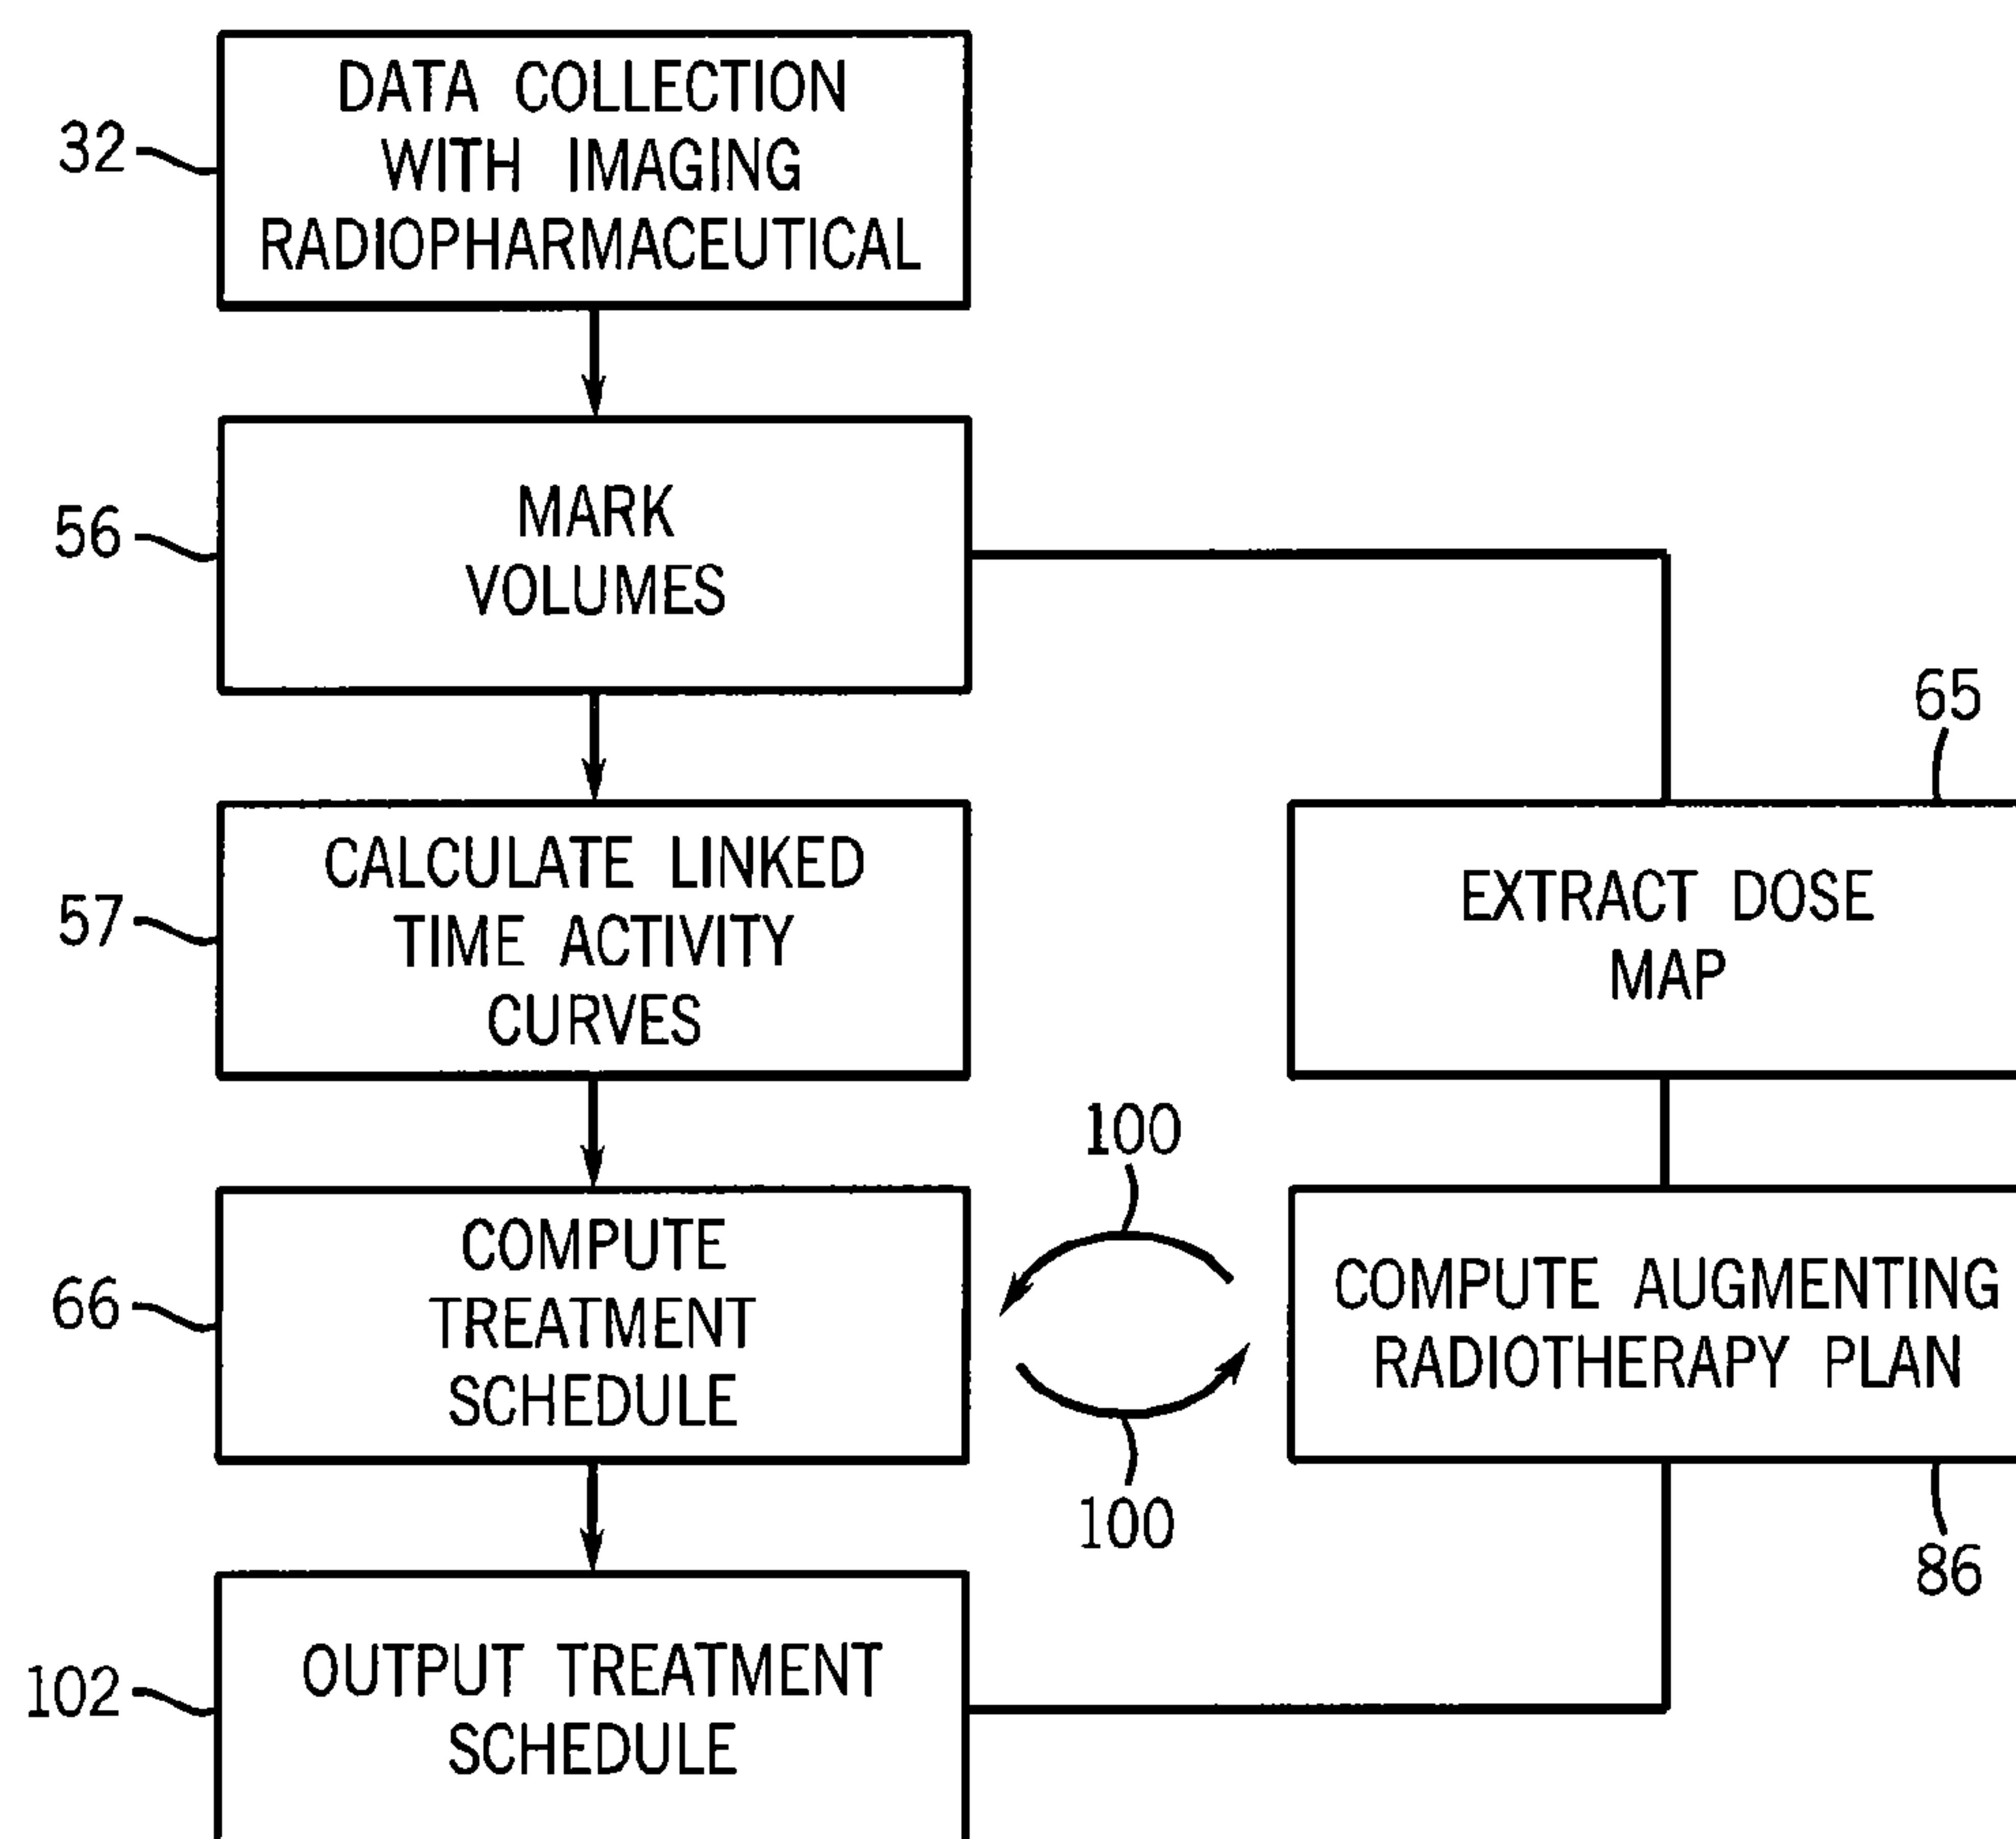 DATA COLLECTION
WITH IMAGING
RADIOPHARMACEUTICAL
32
MARK
VOLUMES
56
65
CALCULATE LINKED
TIME ACTIVITY
CURVES
57
EXTRACT DOSE
MAP
100
COMPUTE
TREATMENT
SCHEDULE
66
COMPUTE AUGMENTING
RADIOTHERAPY PLAN
100
86
OUTPUT TREATMENT
SCHEDULE
102